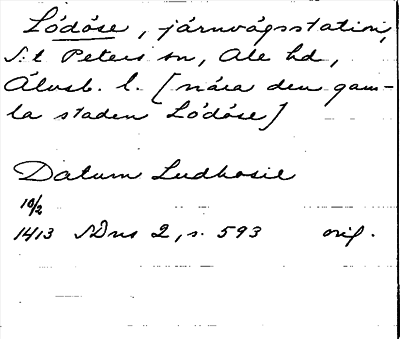 Lödöse, järnvägsstation,
S:t Peters sn, Ale hd,
Älvsb. l. [nära den gam-
la staden Lödöse]
Datum Ludhosie
10/2
1413 SDns 2, s. 593 orig.